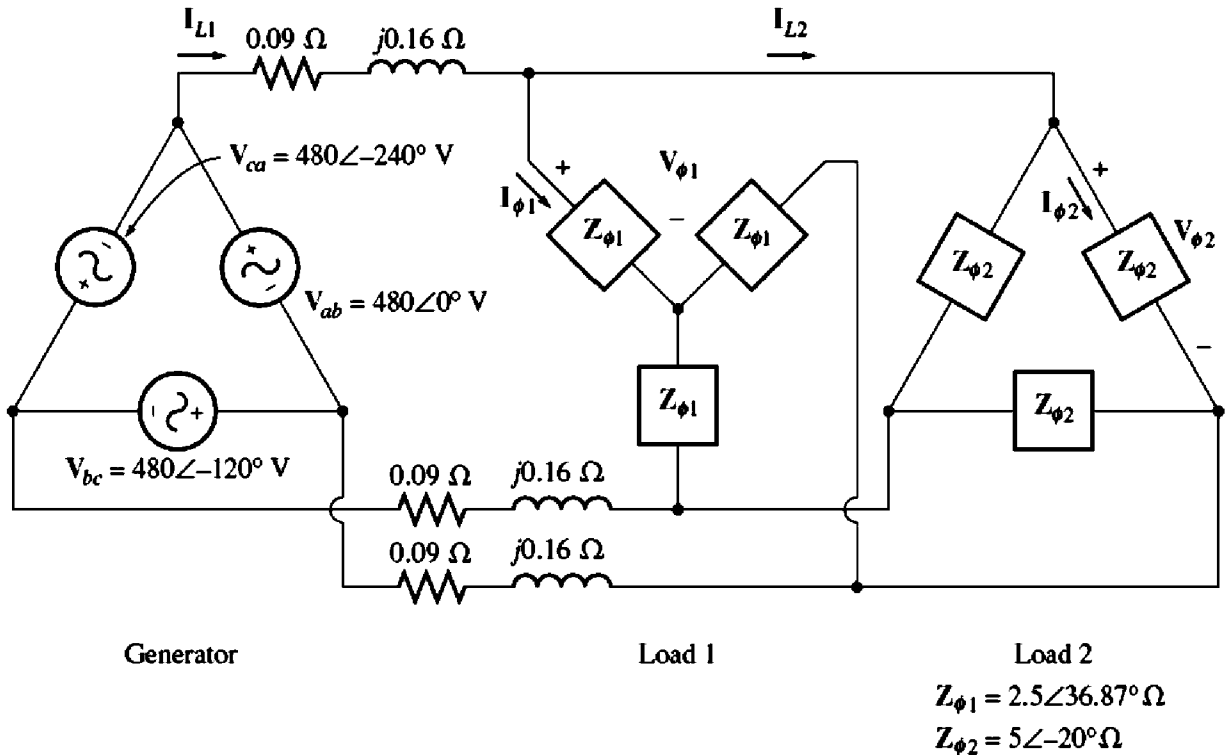 I_L1
0.09 Ω
j0.16 Ω
I_L2
V_ca = 480∠–240° V
+
V_ϕ1
I_ϕ1
–
Z_ϕ1
Z_ϕ1
+
I_ϕ2
V_ϕ2
Z_ϕ2
Z_ϕ2
–
+
–
+
–
V_ab = 480∠0° V
Z_ϕ1
Z_ϕ2
–
+
V_bc = 480∠–120° V
0.09 Ω
j0.16 Ω
0.09 Ω
j0.16 Ω
Generator
Load 1
Load 2
Z_ϕ1 = 2.5∠36.87° Ω
Z_ϕ2 = 5∠–20° Ω